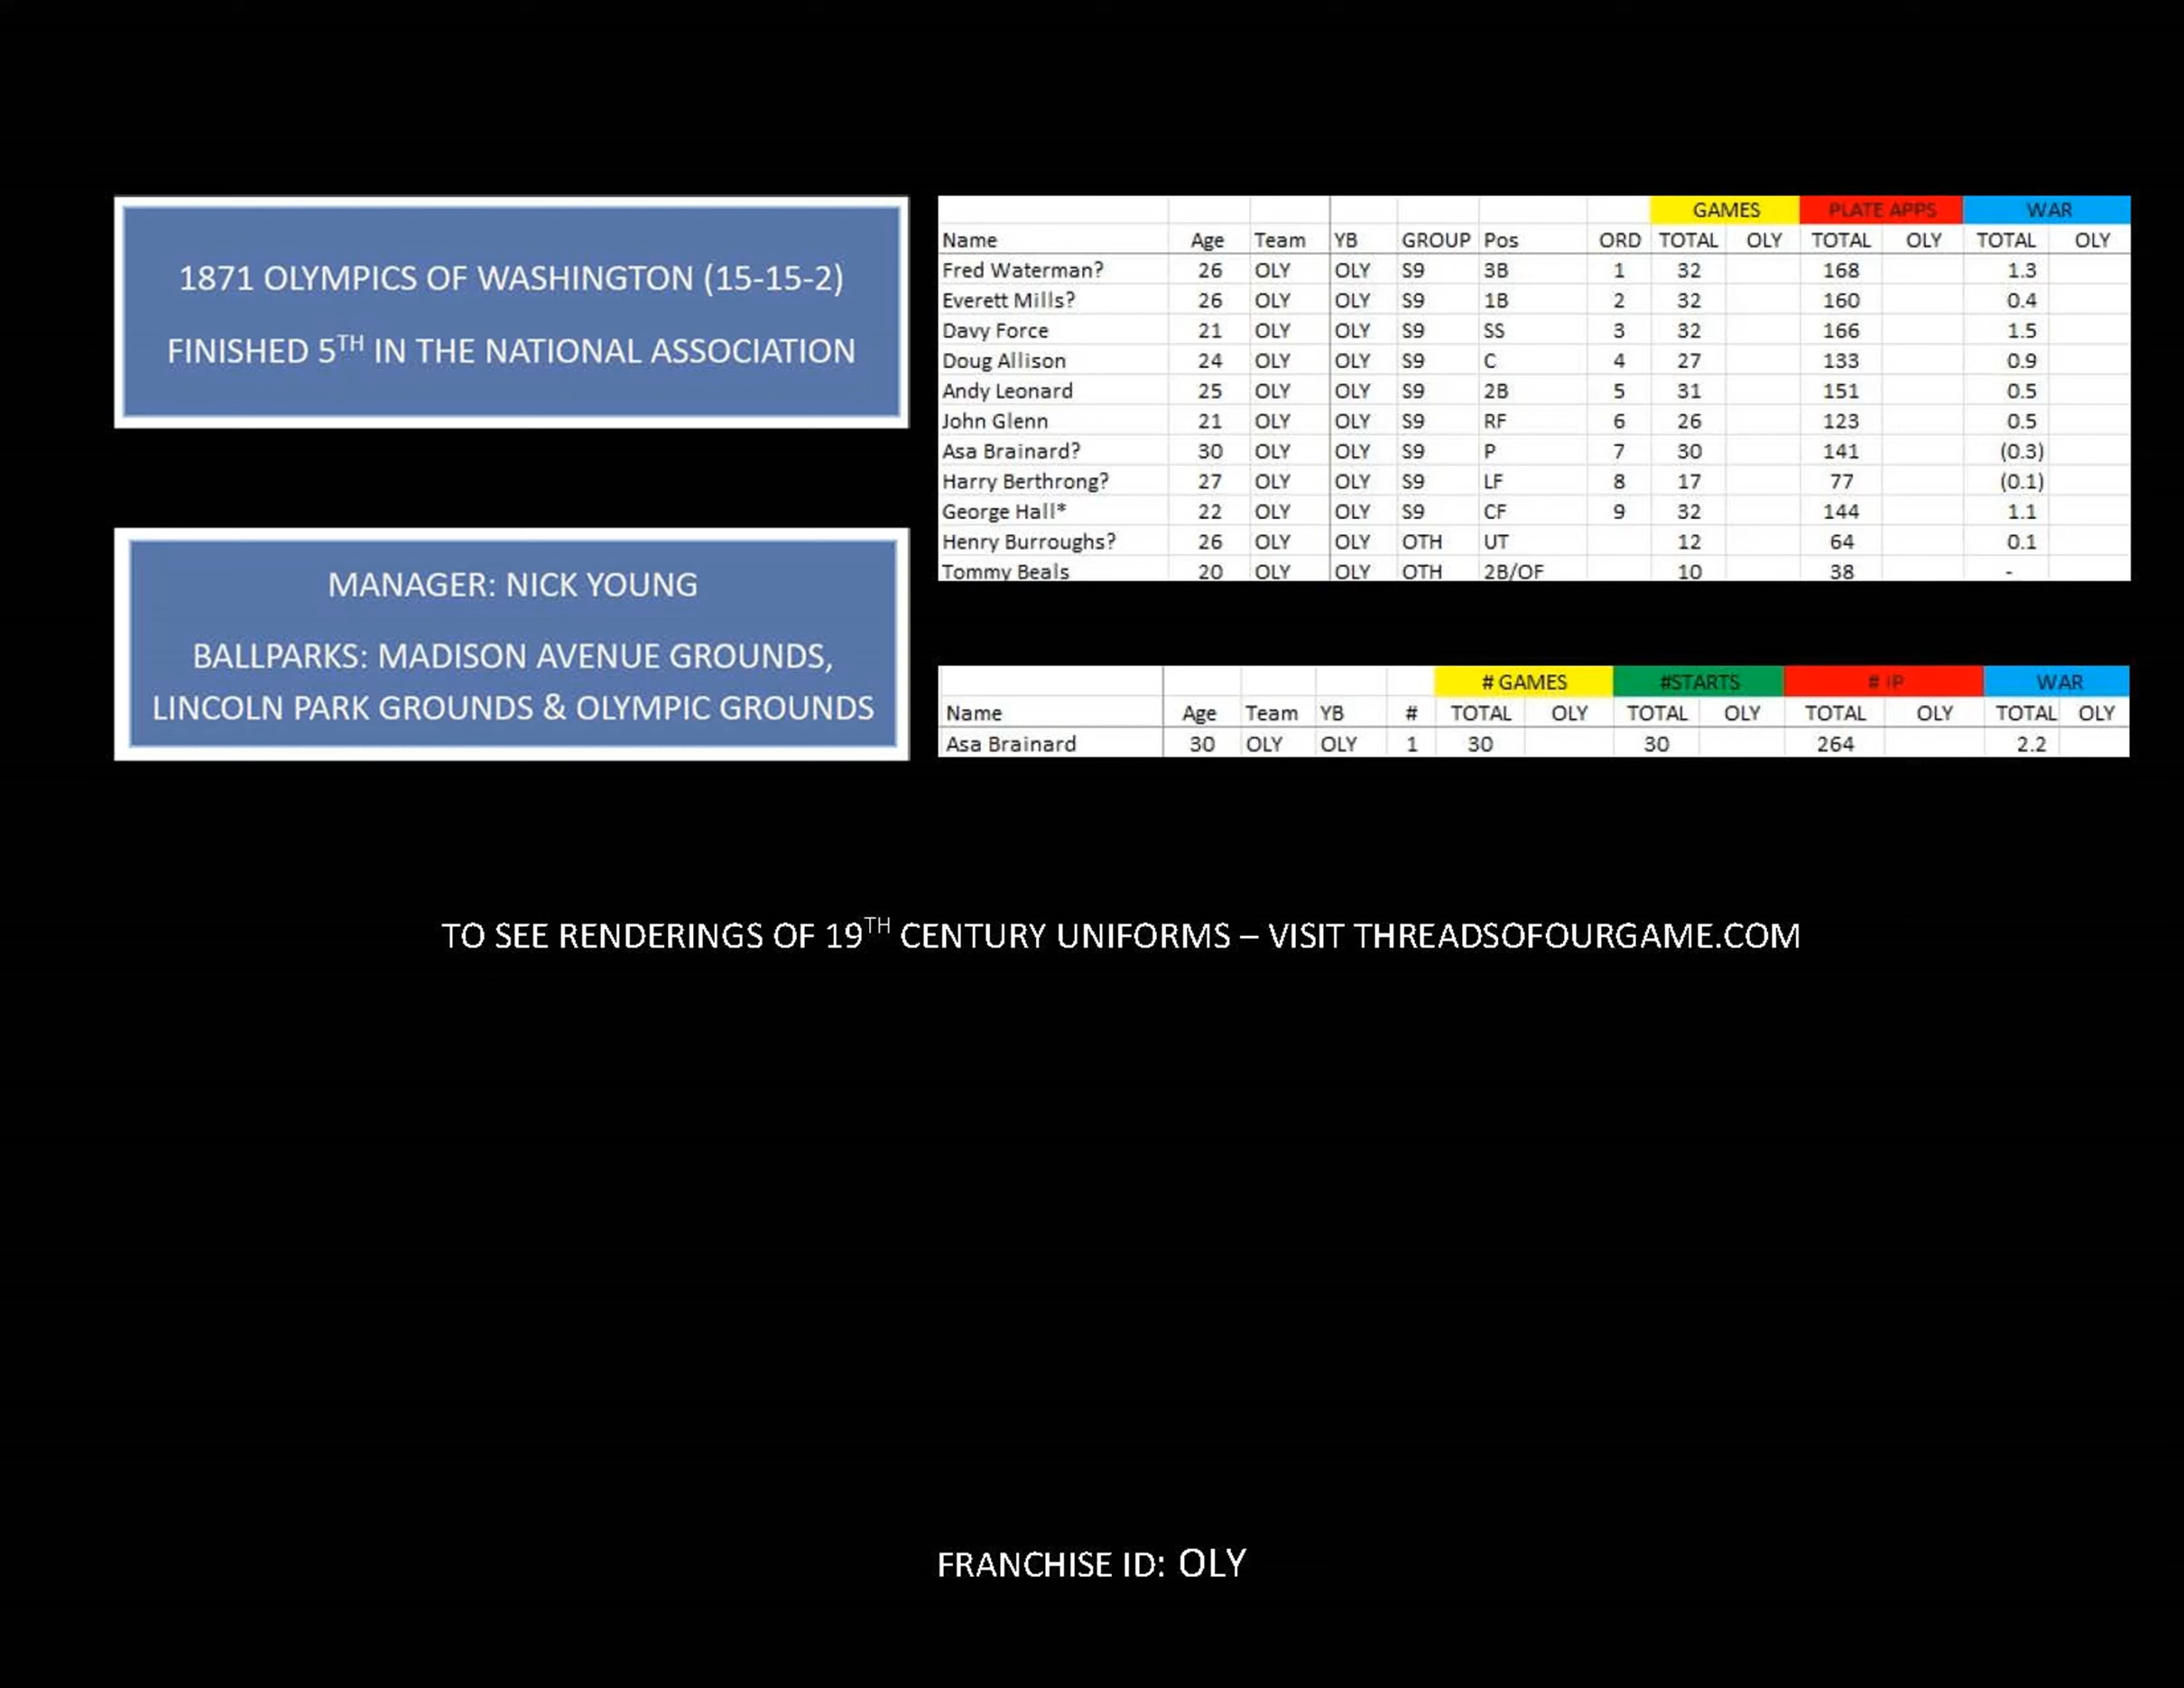 1871 OLYMPICS OF WASHINGTON (15-15-2)
FINISHED 5TH IN THE NATIONAL ASSOCIATION
MANAGER: NICK YOUNG
BALLPARKS: MADISON AVENUE GROUNDS,
LINCOLN PARK GROUNDS & OLYMPIC GROUNDS
GAMES PLATE APPS WAR
Name Age Team YB GROUP Pos ORD TOTAL OLY TOTAL OLY TOTAL OLY
Fred Waterman? 26 OLY OLY S9 3B 1 32 168 1.3
Everett Mills? 26 OLY OLY S9 1B 2 32 160 0.4
Davy Force 21 OLY OLY S9 SS 3 32 166 1.5
Doug Allison 24 OLY OLY S9 C 4 27 133 0.9
Andy Leonard 25 OLY OLY S9 2B 5 31 151 0.5
John Glenn 21 OLY OLY S9 RF 6 26 123 0.5
Asa Brainard? 30 OLY OLY S9 P 7 30 141 (0.3)
Harry Berthrong? 27 OLY OLY S9 LF 8 17 77 (0.1)
George Hall* 22 OLY OLY S9 CF 9 32 144 1.1
Henry Burroughs? 26 OLY OLY OTH UT 12 64 0.1
Tommy Beals 20 OLY OLY OTH 2B/OF 10 38 -
# GAMES #STARTS # IP WAR
Name Age Team YB # TOTAL OLY TOTAL OLY TOTAL OLY TOTAL OLY
Asa Brainard 30 OLY OLY 1 30 30 264 2.2
TO SEE RENDERINGS OF 19TH CENTURY UNIFORMS – VISIT THREADSOFOURGAME.COM
FRANCHISE ID: OLY